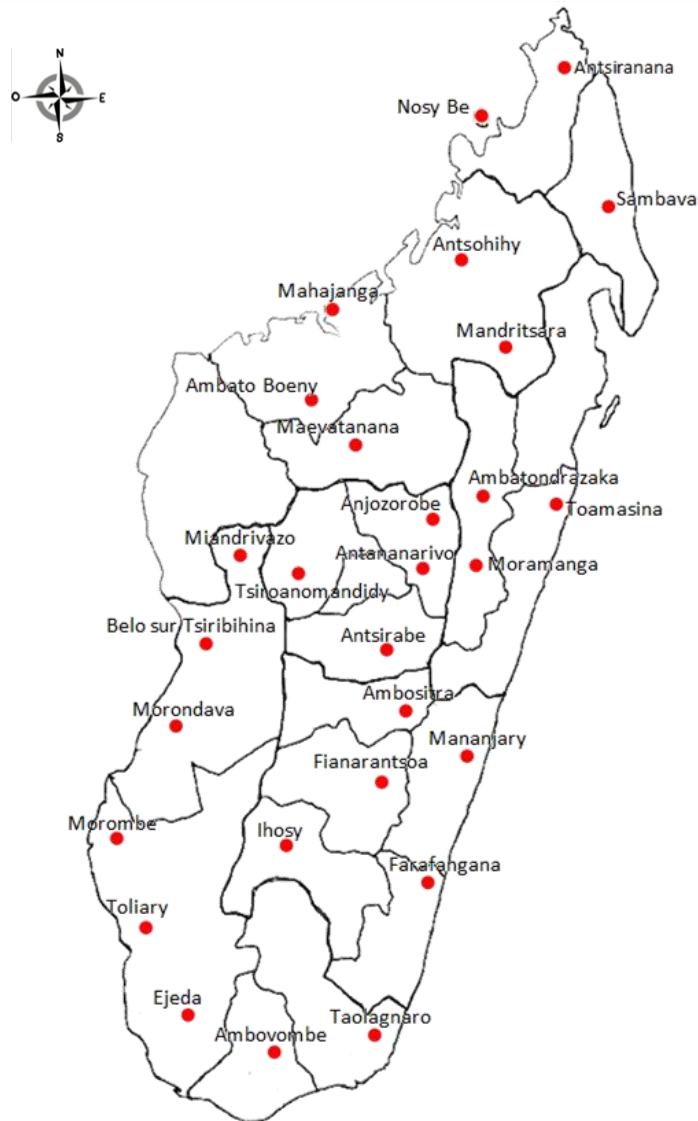 N
O
E
S
Antsiranana
Nosy Be
Sambava
Antsohihy
Mahajanga
Mandritsara
Ambato Boeny
Maevatanana
Ambatondrazaka
Anjozorobe
Toamasina
Miandrivazo
Antananarivo
Moramanga
Tsiroanomandidy
Belo sur Tsiribihina
Antsirabe
Ambositra
Morondava
Mananjary
Fianarantsoa
Morombe
Ihosy
Farafangana
Toliary
Ejeda
Taolagnaro
Ambovombe